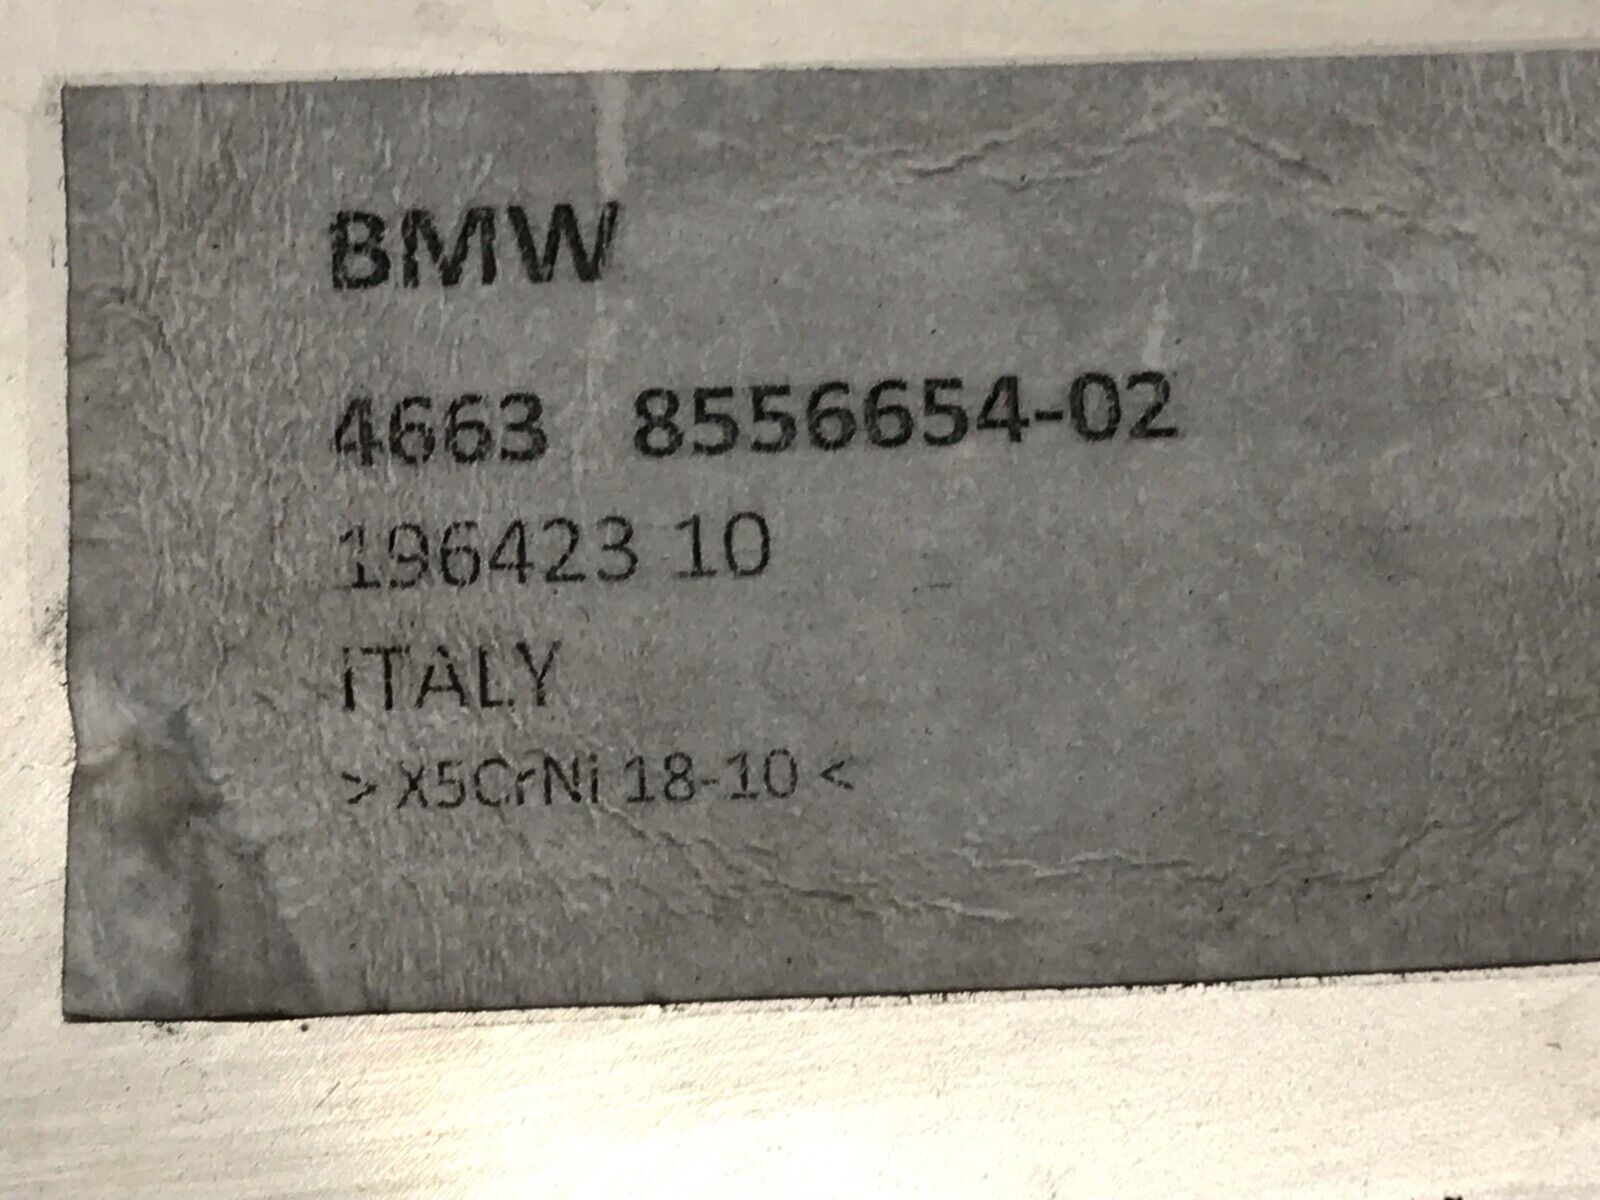 BMW
4663 8556654-02
196423 10
ITALY
> X5CrNi 18-10 <